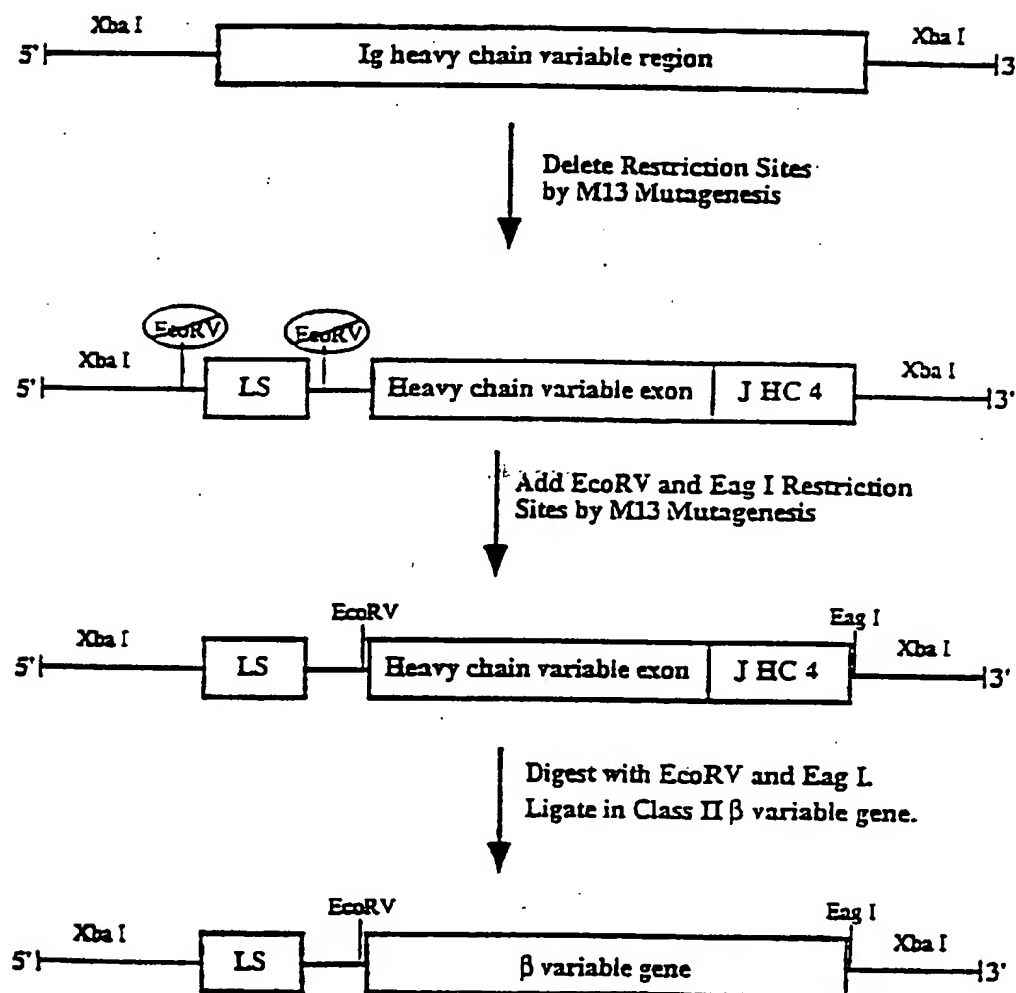 Xba I
Xba I
5'
Ig heavy chain variable region
3
Delete Restriction Sites
by M13 Mutagenesis
EcoRV
EcoRV
Xba I
Xba I
5'
LS
Heavy chain variable exon
J HC 4
3'
Add EcoRV and Eag I Restriction
Sites by M13 Mutagenesis
EcoRV
Eag I
Xba I
Xba I
5'
LS
Heavy chain variable exon
J HC 4
3'
Digest with EcoRV and Eag I.
Ligate in Class II β variable gene.
EcoRV
Eag I
Xba I
Xba I
5'
LS
β variable gene
3'